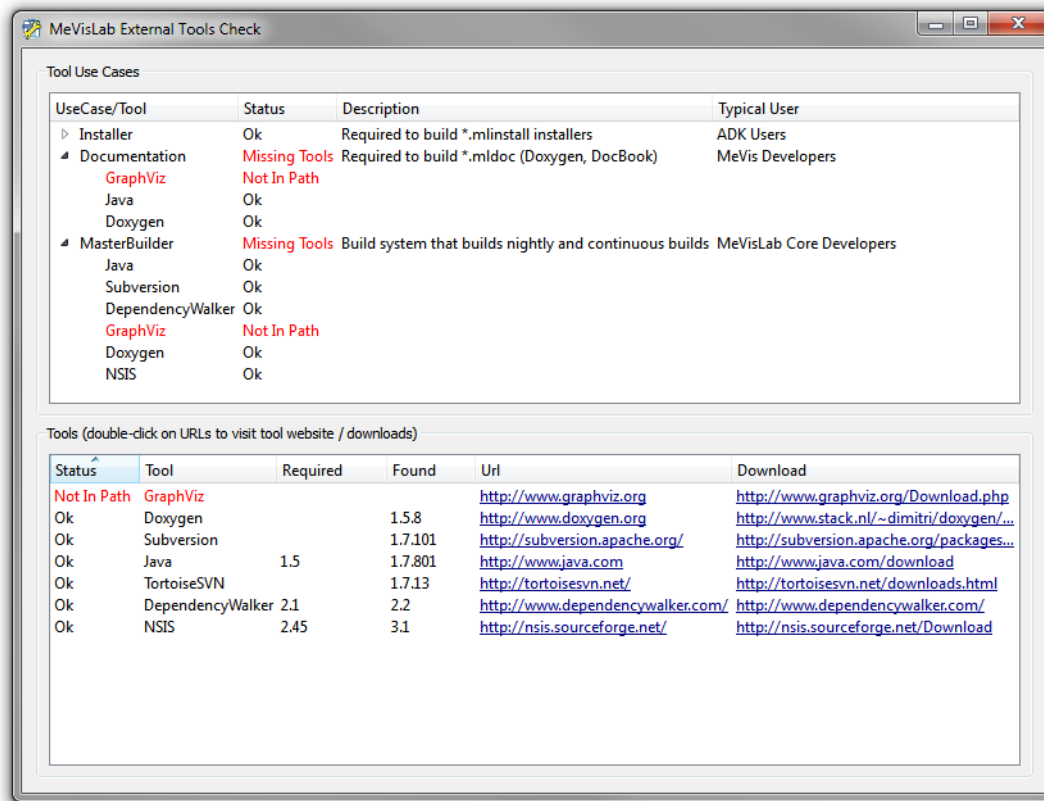 MeVisLab External Tools Check
Tool Use Cases
UseCase/Tool Status Description Typical User
Installer Ok Required to build *.mlinstall installers ADK Users
Documentation Missing Tools Required to build *.mldoc (Doxygen, DocBook) MeVis Developers
GraphViz Not In Path
Java Ok
Doxygen Ok
MasterBuilder Missing Tools Build system that builds nightly and continuous builds MeVisLab Core Developers
Java Ok
Subversion Ok
DependencyWalker Ok
GraphViz Not In Path
Doxygen Ok
NSIS Ok
Tools (double-click on URLs to visit tool website / downloads)
Status Tool Required Found Url Download
Not In Path GraphViz http://www.graphviz.org http://www.graphviz.org/Download.php
Ok Doxygen 1.5.8 http://www.doxygen.org http://www.stack.nl/~dimitri/doxygen/...
Ok Subversion 1.7.101 http://subversion.apache.org/ http://subversion.apache.org/packages...
Ok Java 1.5 1.7.801 http://www.java.com http://www.java.com/download
Ok TortoiseSVN 1.7.13 http://tortoisesvn.net/ http://tortoisesvn.net/downloads.html
Ok DependencyWalker 2.1 2.2 http://www.dependencywalker.com/ http://www.dependencywalker.com/
Ok NSIS 2.45 3.1 http://nsis.sourceforge.net/ http://nsis.sourceforge.net/Download